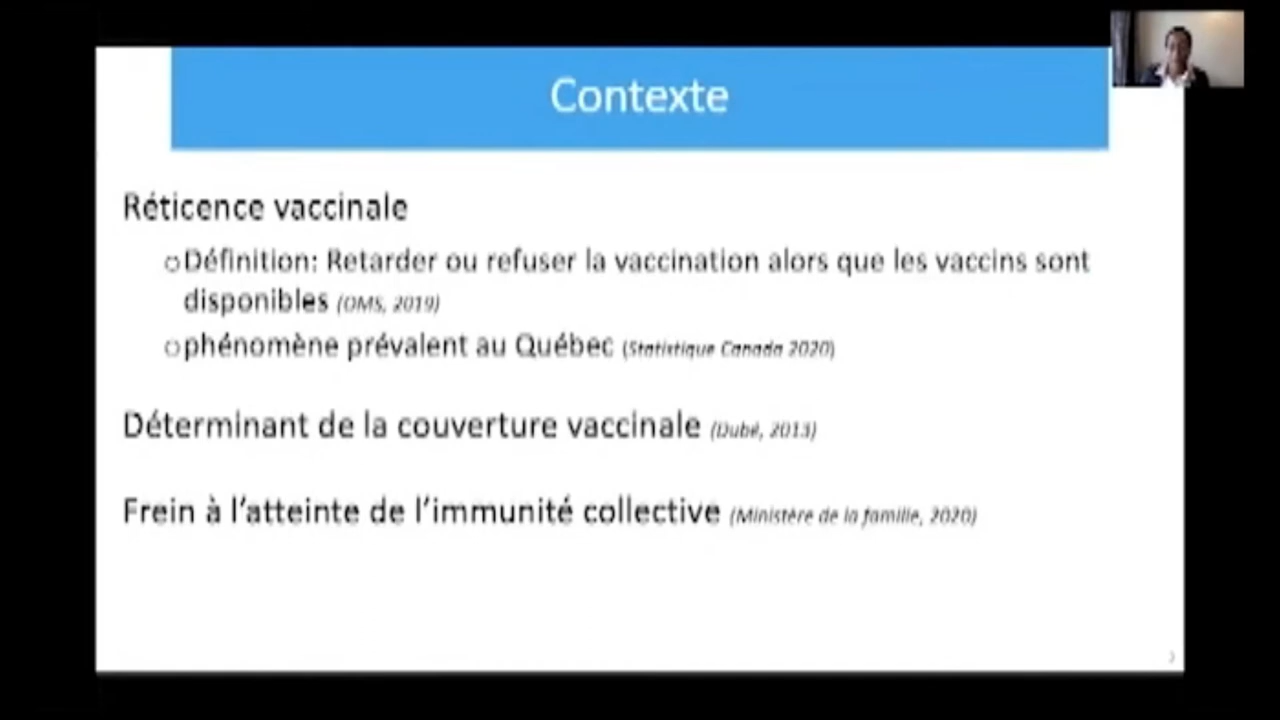 Contexte
Réticence vaccinale
Définition: Retarder ou refuser la vaccination alors que les vaccins sont
disponibles (OMS, 2019)
phénomène prévalent au Québec (Statistique Canada 2020)
Déterminant de la couverture vaccinale (Dubé, 2013)
Frein à l'atteinte de l'immunité collective (Ministère de la famille, 2020)